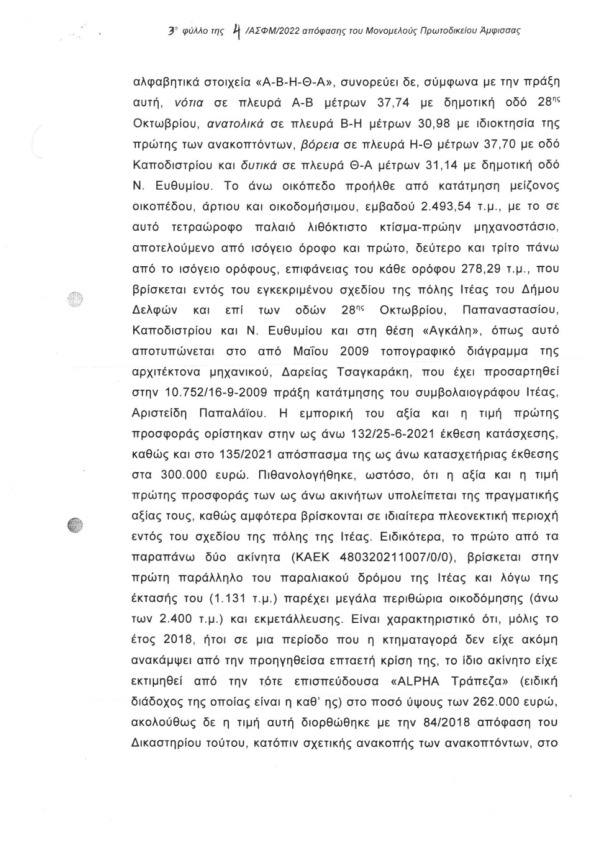 3ο φύλλο της 4 /ΑΣΦΜ/2022 απόφασης του Μονομελούς Πρωτοδικείου Άμφισσας
αλφαβητικά στοιχεία «Α-Β-Η-Θ-Α», συνορεύει δε, σύμφωνα με την πράξη
αυτή, νότια σε πλευρά Α-Β μέτρων 37,74 με δημοτική οδό 28ης
Οκτωβρίου, ανατολικά σε πλευρά Β-Η μέτρων 30,98 με ιδιοκτησία της
πρώτης των ανακοπτόντων, βόρεια σε πλευρά Η-Θ μέτρων 37,70 με οδό
Καποδιστρίου και δυτικά σε πλευρά Θ-Α μέτρων 31,14 με δημοτική οδό
Ν. Ευθυμίου. Το άνω οικόπεδο προήλθε από κατάτμηση μείζονος
οικοπέδου, άρτιου και οικοδομήσιμου, εμβαδού 2.493,54 τ.μ., με το σε
αυτό τετραώροφο παλαιό λιθόκτιστο κτίσμα-πρώην μηχανοστάσιο,
αποτελούμενο από ισόγειο όροφο και πρώτο, δεύτερο και τρίτο πάνω
από το ισόγειο ορόφους, επιφάνειας του κάθε ορόφου 278,29 τ.μ., που
βρίσκεται εντός του εγκεκριμένου σχεδίου της πόλης Ιτέας του Δήμου
Δελφών και επί των οδών 28ης Οκτωβρίου, Παπαναστασίου,
Καποδιστρίου και Ν. Ευθυμίου και στη θέση «Αγκάλη», όπως αυτό
αποτυπώνεται στο από Μαΐου 2009 τοπογραφικό διάγραμμα της
αρχιτέκτονα μηχανικού, Δαρείας Τσαγκαράκη, που έχει προσαρτηθεί
στην 10.752/16-9-2009 πράξη κατάτμησης του συμβολαιογράφου Ιτέας,
Αριστείδη Παπαλάϊου. Η εμπορική του αξία και η τιμή πρώτης
προσφοράς ορίστηκαν στην ως άνω 132/25-6-2021 έκθεση κατάσχεσης,
καθώς και στο 135/2021 απόσπασμα της ως άνω κατασχετήριας έκθεσης
στα 300.000 ευρώ. Πιθανολογήθηκε, ωστόσο, ότι η αξία και η τιμή
πρώτης προσφοράς των ως άνω ακινήτων υπολείπεται της πραγματικής
αξίας τους, καθώς αμφότερα βρίσκονται σε ιδιαίτερα πλεονεκτική περιοχή
εντός του σχεδίου της πόλης της Ιτέας. Ειδικότερα, το πρώτο από τα
παραπάνω δύο ακίνητα (ΚΑΕΚ 480320211007/0/0), βρίσκεται στην
πρώτη παράλληλο του παραλιακού δρόμου της Ιτέας και λόγω της
έκτασής του (1.131 τ.μ.) παρέχει μεγάλα περιθώρια οικοδόμησης (άνω
των 2.400 τ.μ.) και εκμετάλλευσης. Είναι χαρακτηριστικό ότι, μόλις το
έτος 2018, ήτοι σε μια περίοδο που η κτηματαγορά δεν είχε ακόμη
ανακάμψει από την προηγηθείσα επταετή κρίση της, το ίδιο ακίνητο είχε
εκτιμηθεί από την τότε επισπεύδουσα «ALPHA Τράπεζα» (ειδική
διάδοχος της οποίας είναι η καθ’ ης) στο ποσό ύψους των 262.000 ευρώ,
ακολούθως δε η τιμή αυτή διορθώθηκε με την 84/2018 απόφαση του
Δικαστηρίου τούτου, κατόπιν σχετικής ανακοπής των ανακοπτόντων, στο